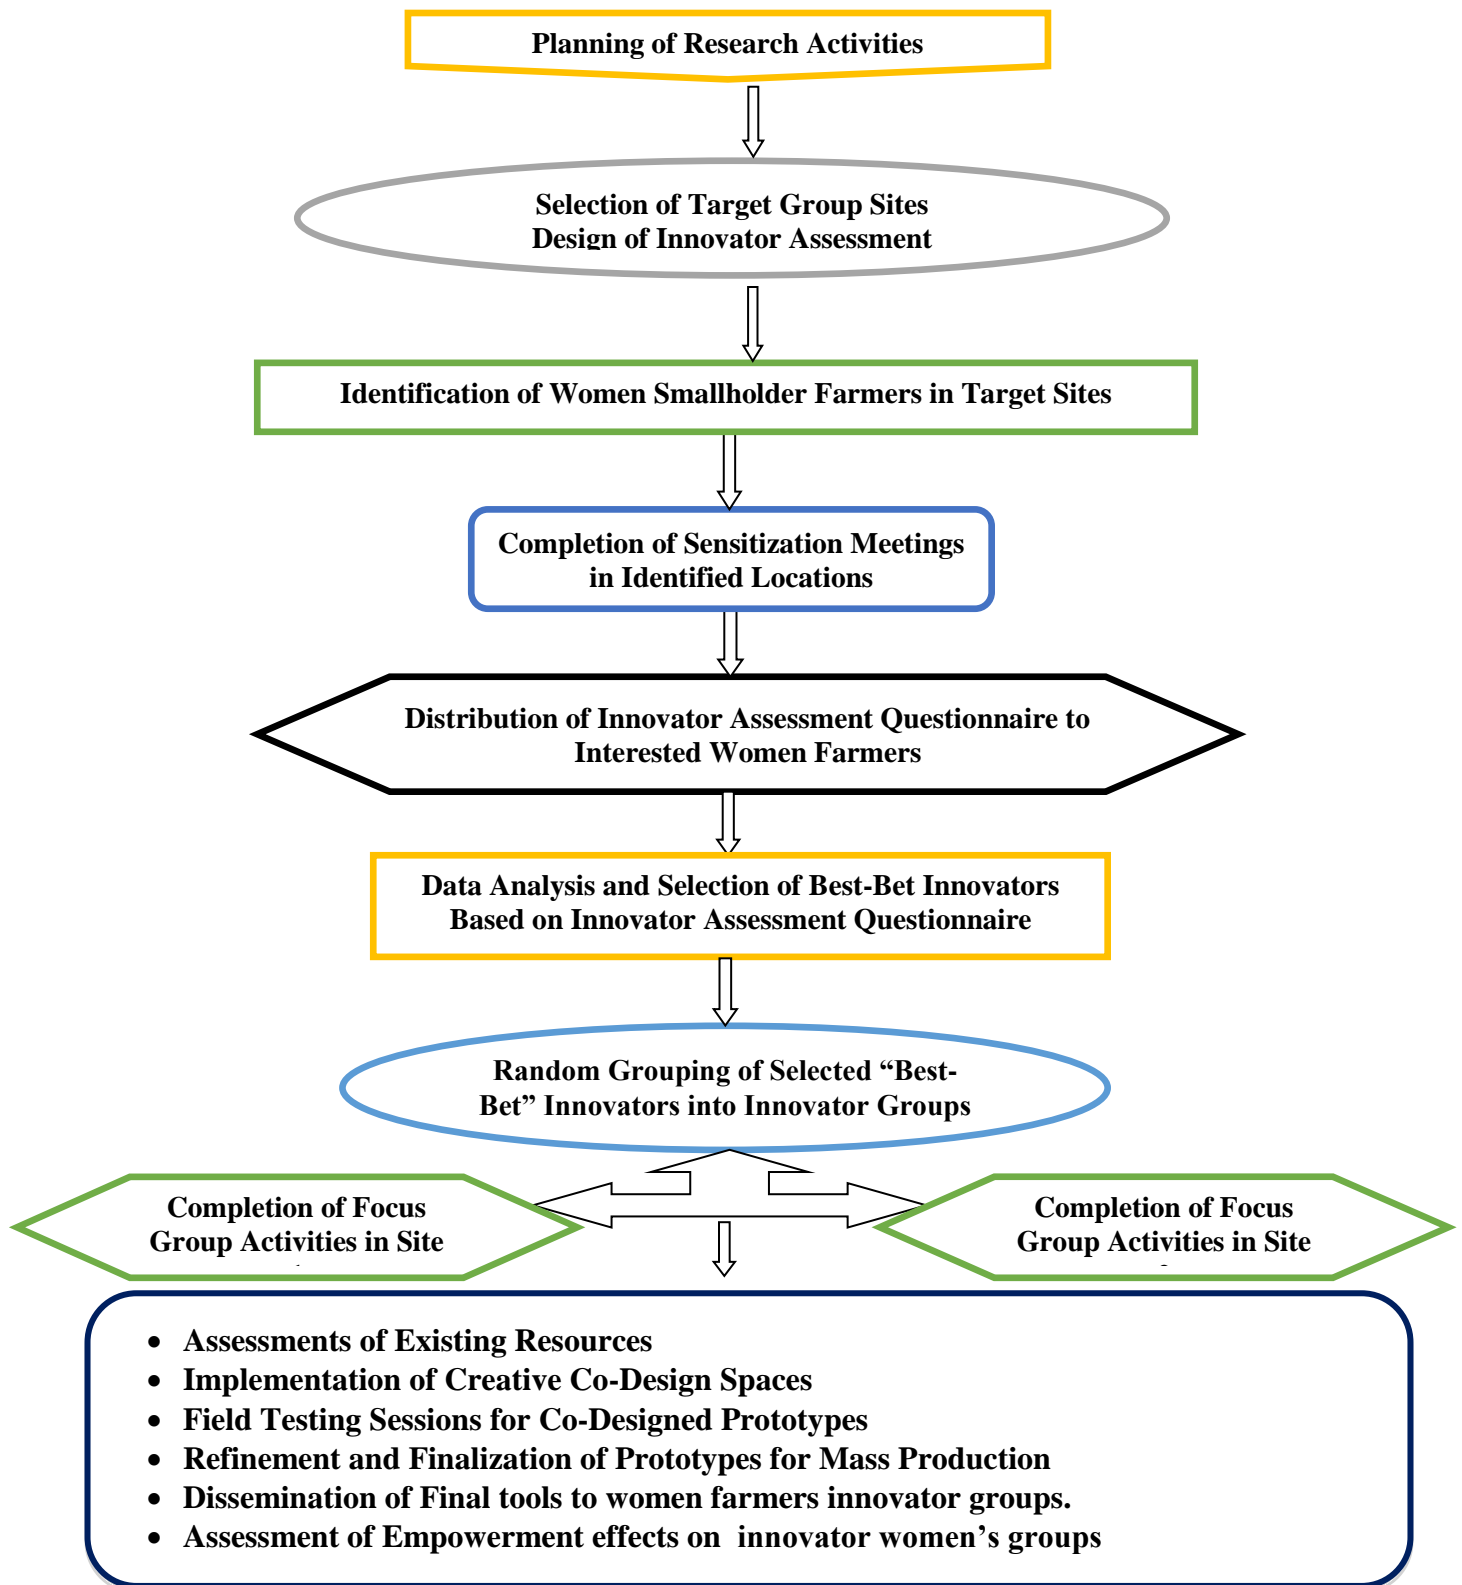 Planning of Research Activities
Selection of Target Group Sites
Design of Innovator Assessment
Identification of Women Smallholder Farmers in Target Sites
Completion of Sensitization Meetings
in Identified Locations
Distribution of Innovator Assessment Questionnaire to
Interested Women Farmers
Data Analysis and Selection of Best-Bet Innovators
Based on Innovator Assessment Questionnaire
Random Grouping of Selected “Best-
Bet” Innovators into Innovator Groups
Completion of Focus
Group Activities in Site
Completion of Focus
Group Activities in Site
• Assessments of Existing Resources
• Implementation of Creative Co-Design Spaces
• Field Testing Sessions for Co-Designed Prototypes
• Refinement and Finalization of Prototypes for Mass Production
• Dissemination of Final tools to women farmers innovator groups.
• Assessment of Empowerment effects on innovator women’s groups